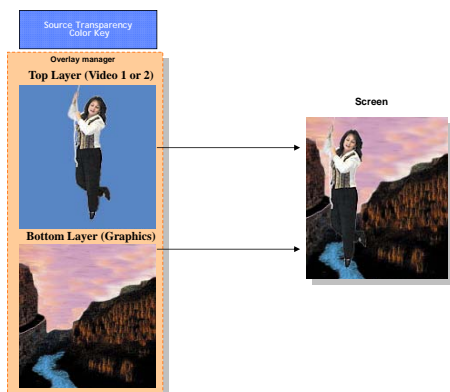 Source Transparency
Color Key
Overlay manager
Top Layer (Video 1 or 2)
Screen
Bottom Layer (Graphics)